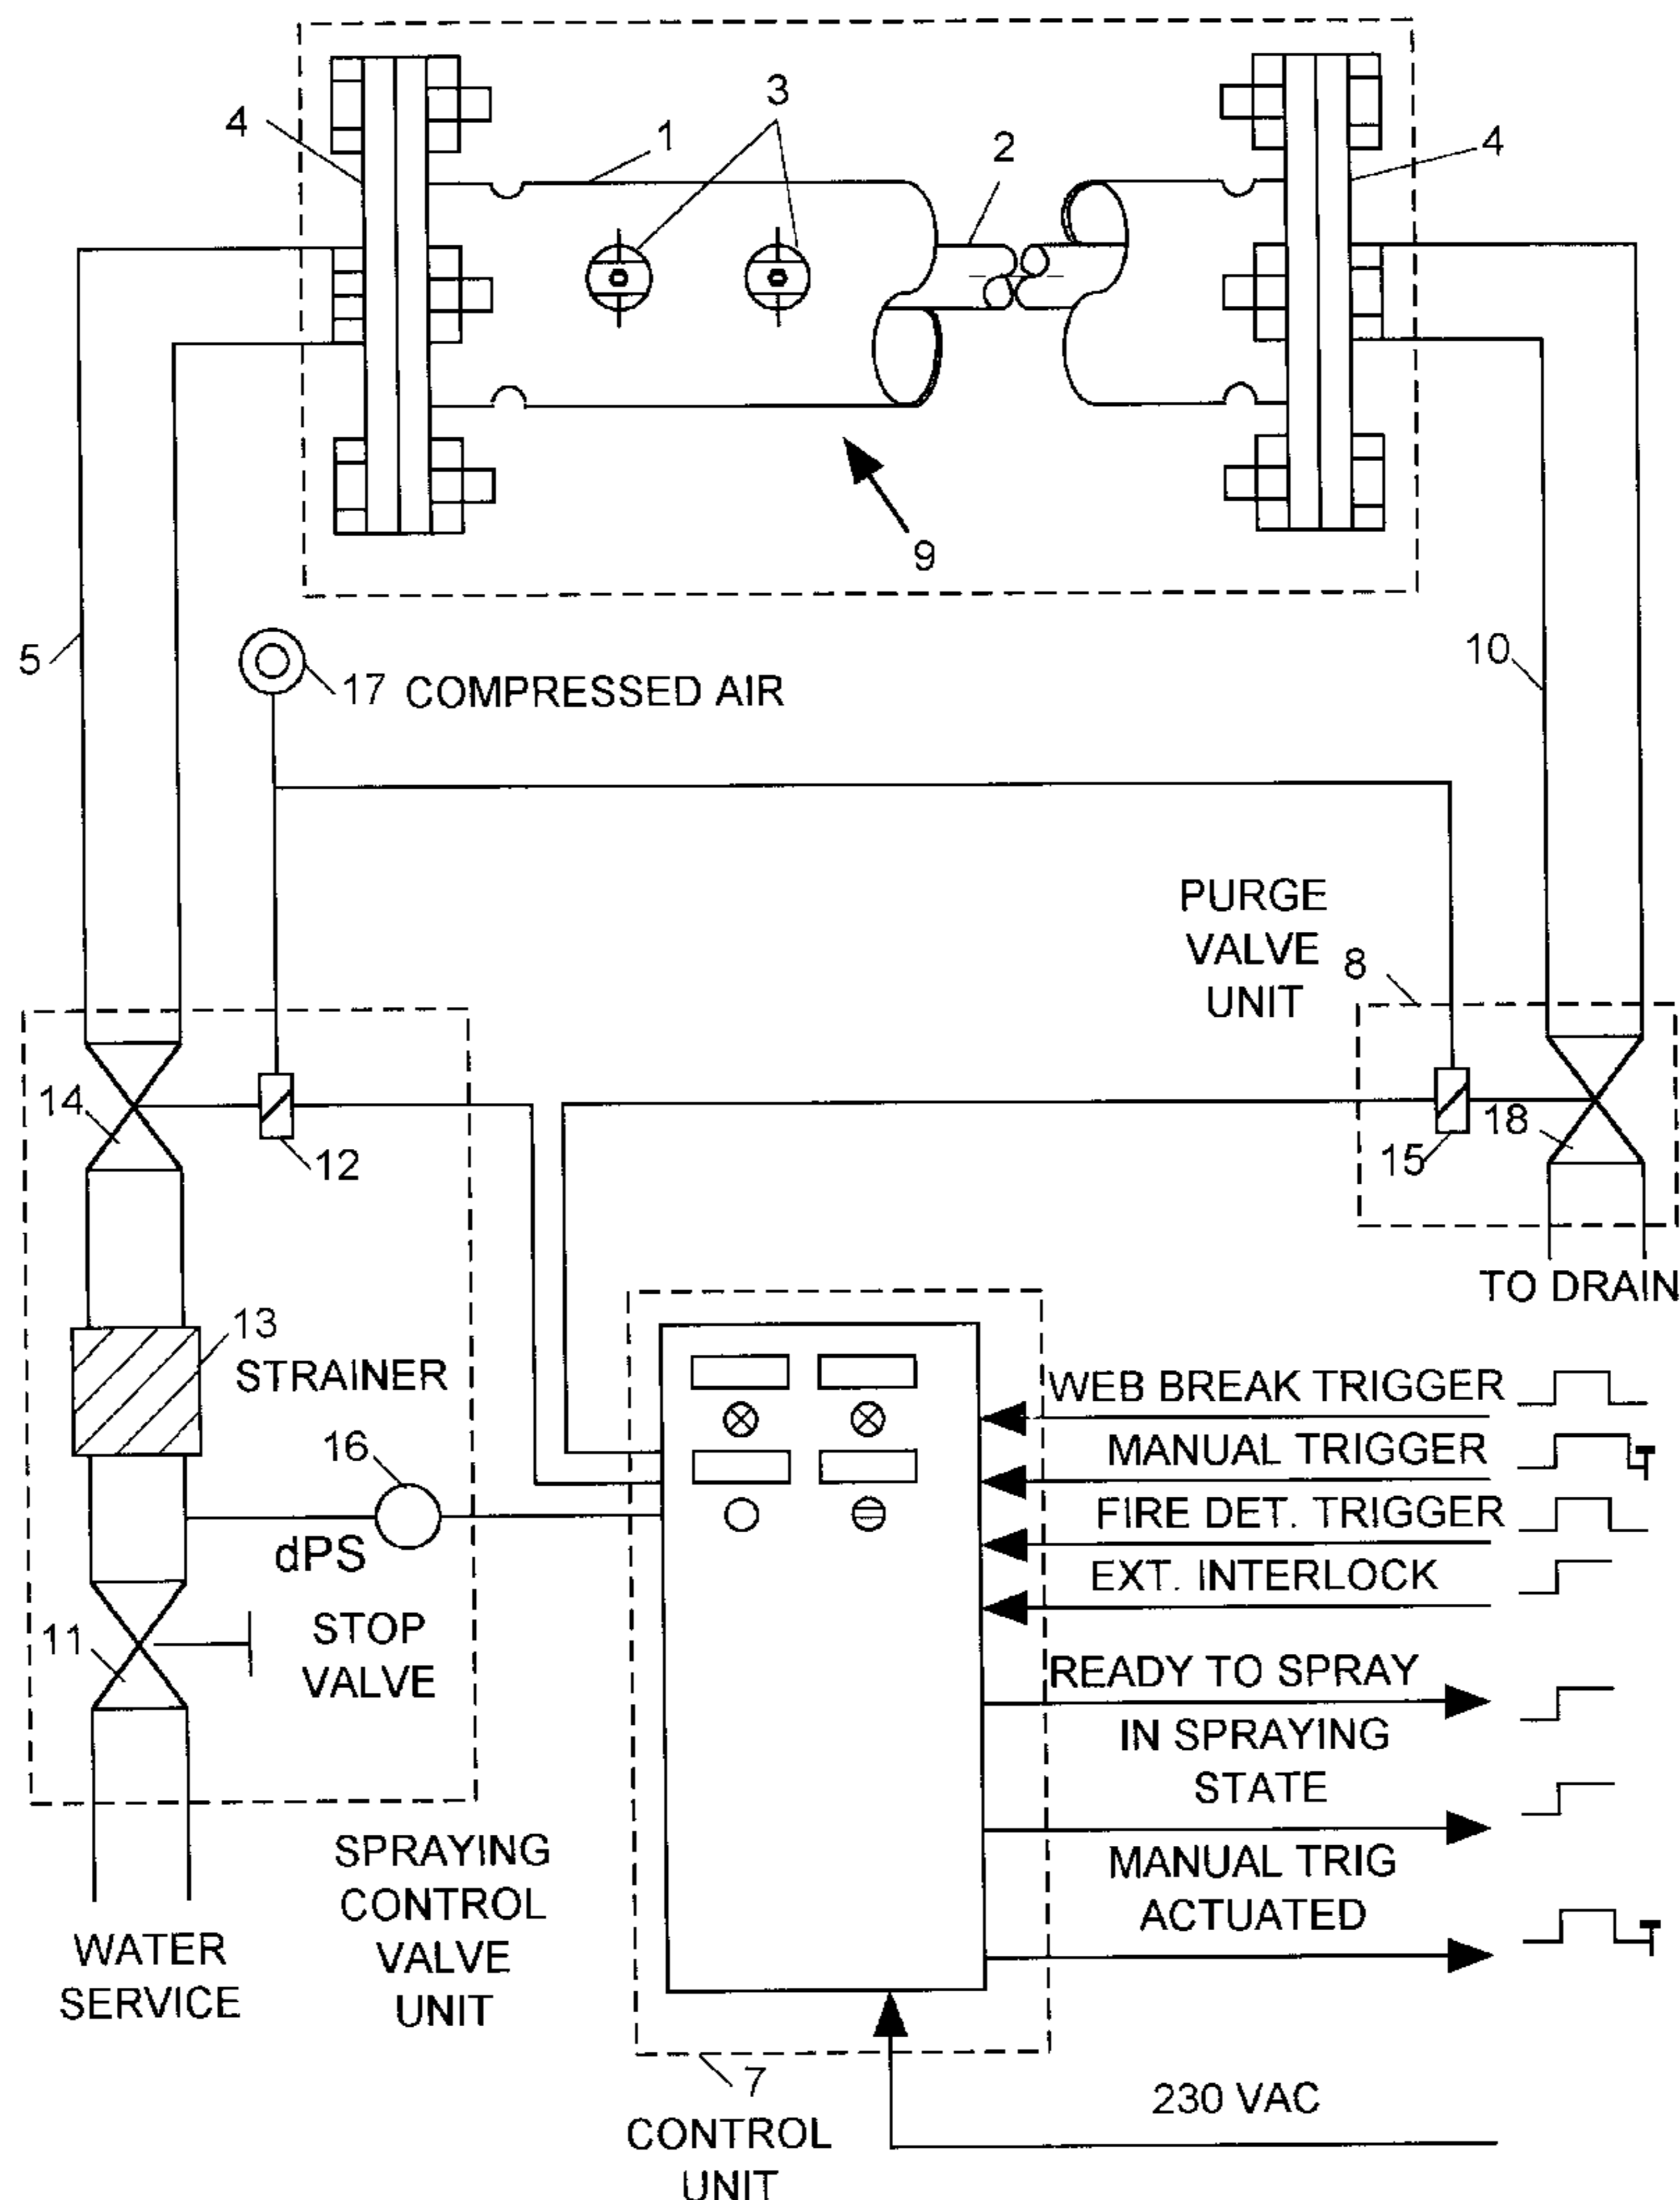 4
1
3
2
4
9
5
17 COMPRESSED AIR
10
PURGE
VALVE
UNIT
8
14
12
15
18
TO DRAIN
13
STRAINER
16
dPS
11
STOP
VALVE
WEB BREAK TRIGGER
MANUAL TRIGGER
FIRE DET. TRIGGER
EXT. INTERLOCK
READY TO SPRAY
IN SPRAYING
STATE
MANUAL TRIG
ACTUATED
WATER
SERVICE
SPRAYING
CONTROL
VALVE
UNIT
7
CONTROL
UNIT
230 VAC